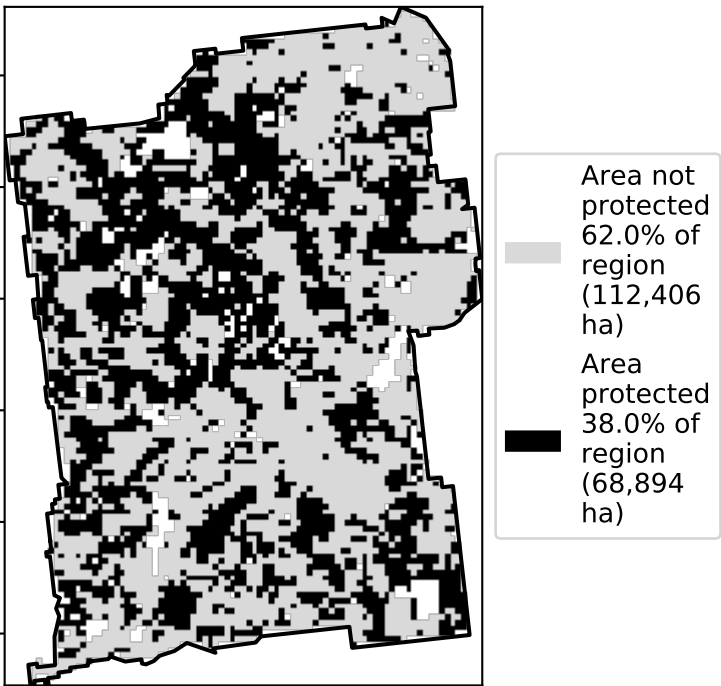 Area not
protected
62.0% of
region
(112,406
ha)
Area
protected
38.0% of
region
(68,894
ha)